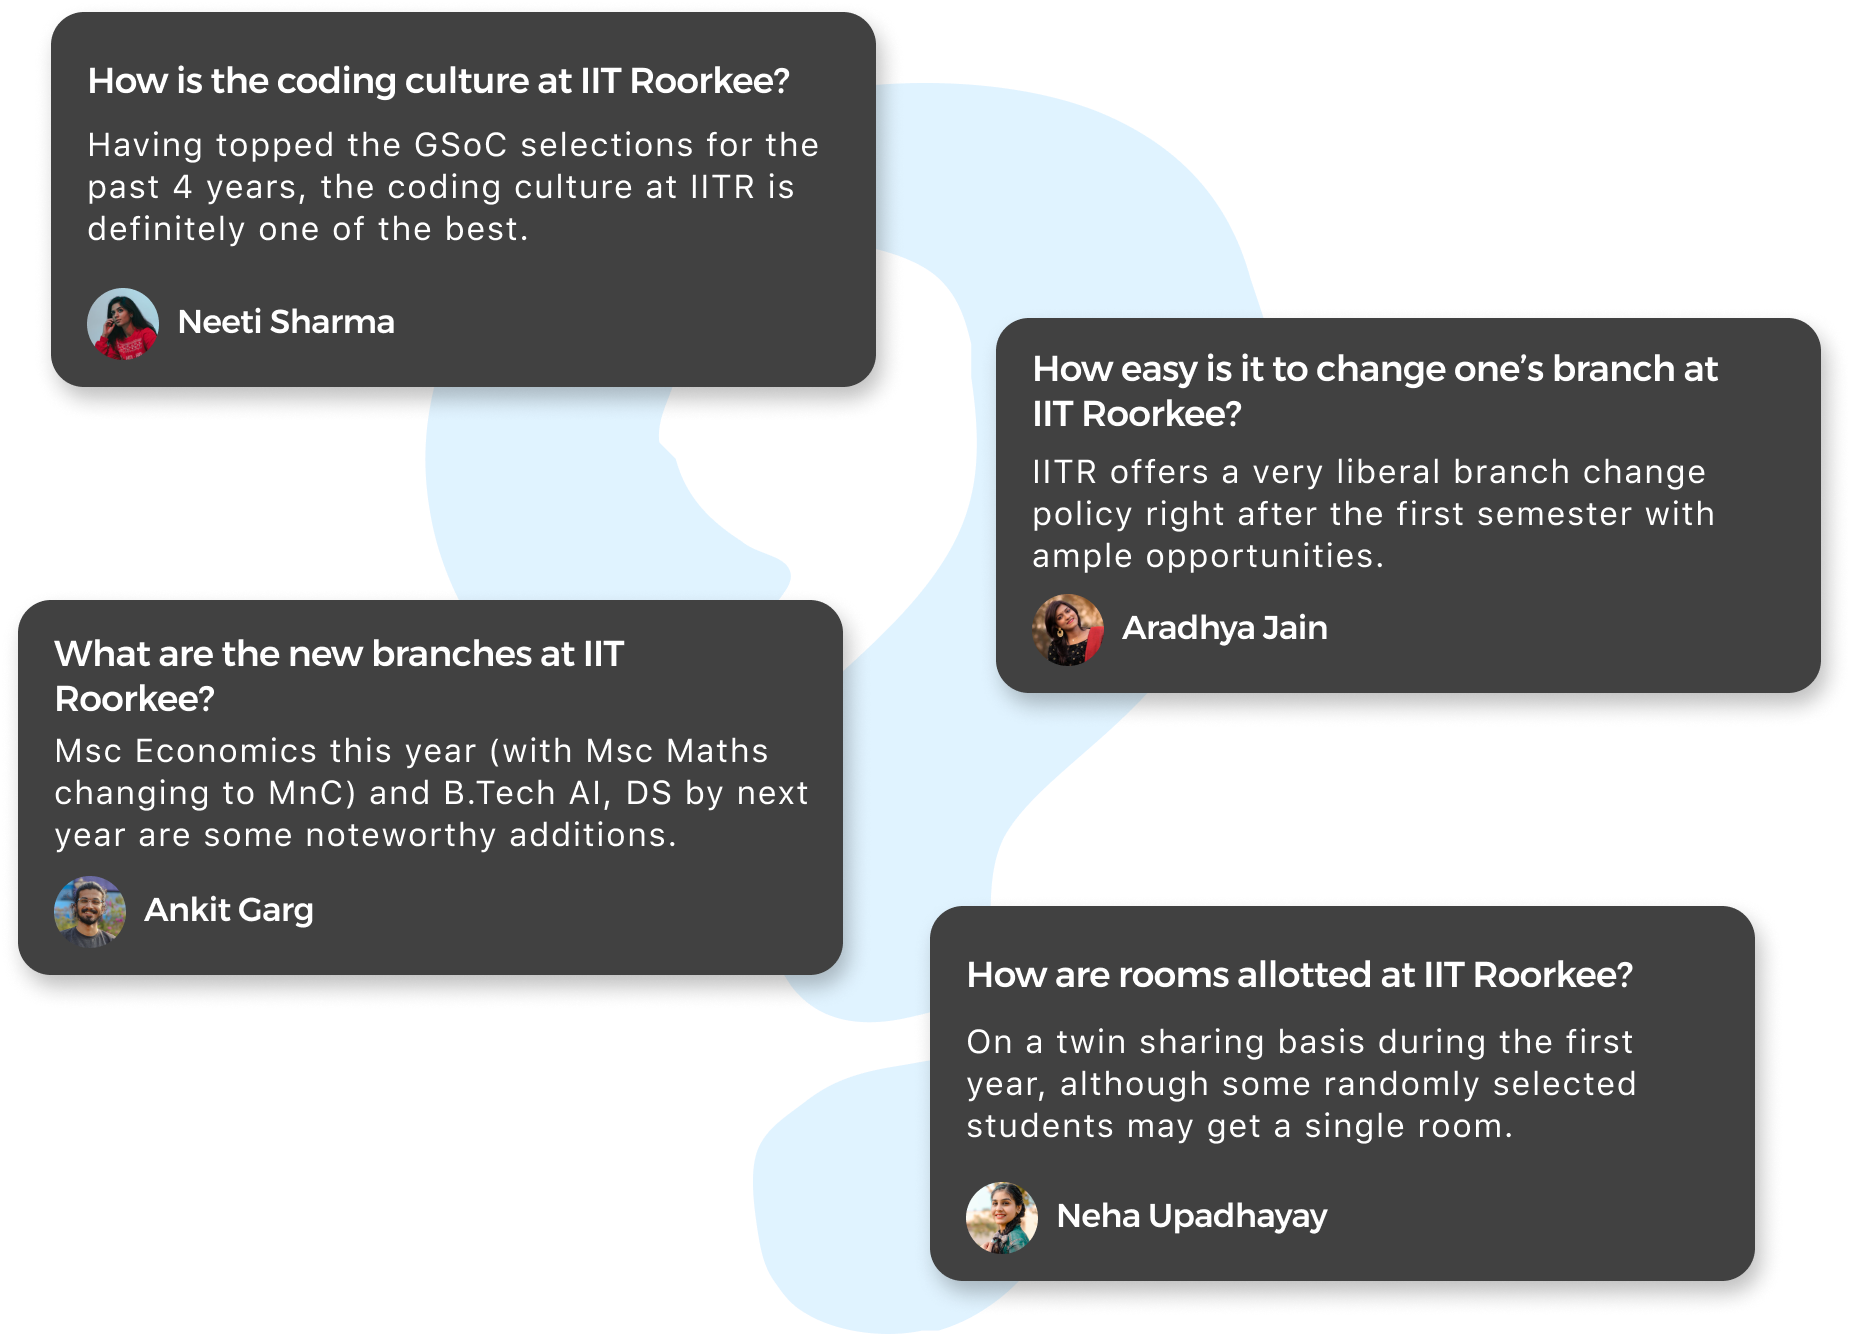 How is the coding culture at IIT Roorkee?
Having topped the GSoC selections for the
past 4 years, the coding culture at IITR is
definitely one of the best.
Neeti Sharma
How easy is it to change one’s branch at
IIT Roorkee?
IITR offers a very liberal branch change
policy right after the first semester with
ample opportunities.
Aradhya Jain
What are the new branches at IIT
Roorkee?
Msc Economics this year (with Msc Maths
changing to MnC) and B.Tech AI, DS by next
year are some noteworthy additions.
Ankit Garg
How are rooms allotted at IIT Roorkee?
On a twin sharing basis during the first
year, although some randomly selected
students may get a single room.
Neha Upadhayay